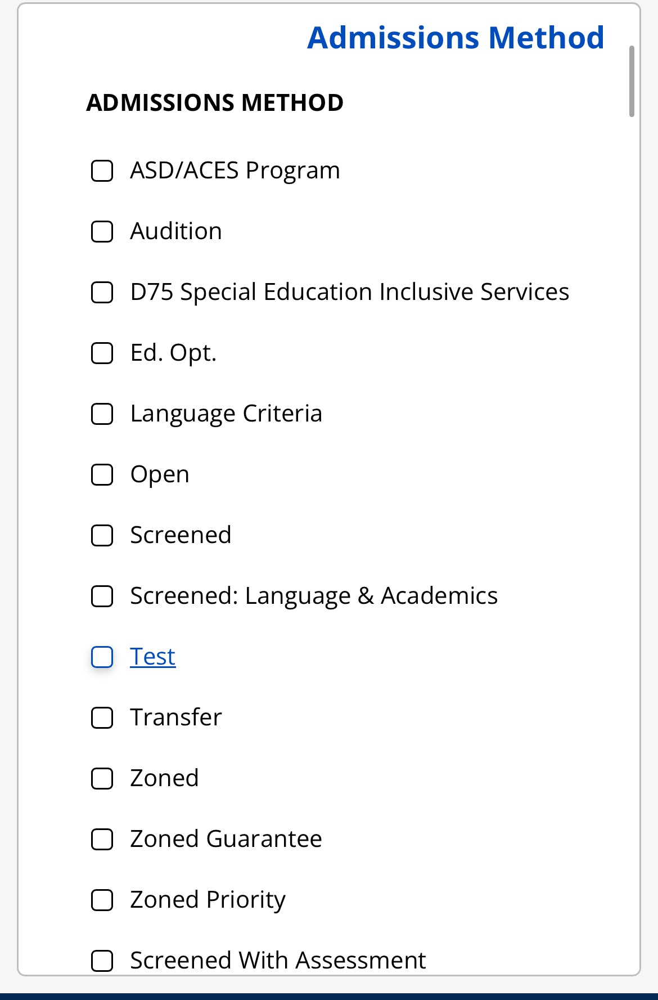 Admissions Method
ADMISSIONS METHOD
ASD/ACES Program
Audition
D75 Special Education Inclusive Services
Ed. Opt.
Language Criteria
Open
Screened
Screened: Language & Academics
Test
Transfer
Zoned
Zoned Guarantee
Zoned Priority
Screened With Assessment